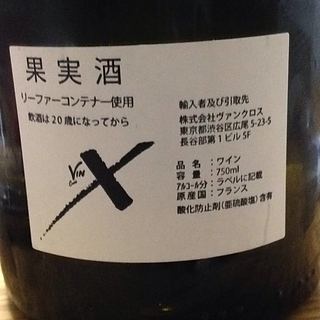 果実酒
リーファーコンテナー使用
飲酒は20歳になってから
VIN
輸入者及び引取先
株式会社ヴァンクロス
東京都渋谷区広尾5-23-5
長谷部第1ビル5F
品名：ワイン
容量：750ml
アルコール分：ラベルに記載
原産国：フランス
酸化防止剤(亜硫酸塩)含有